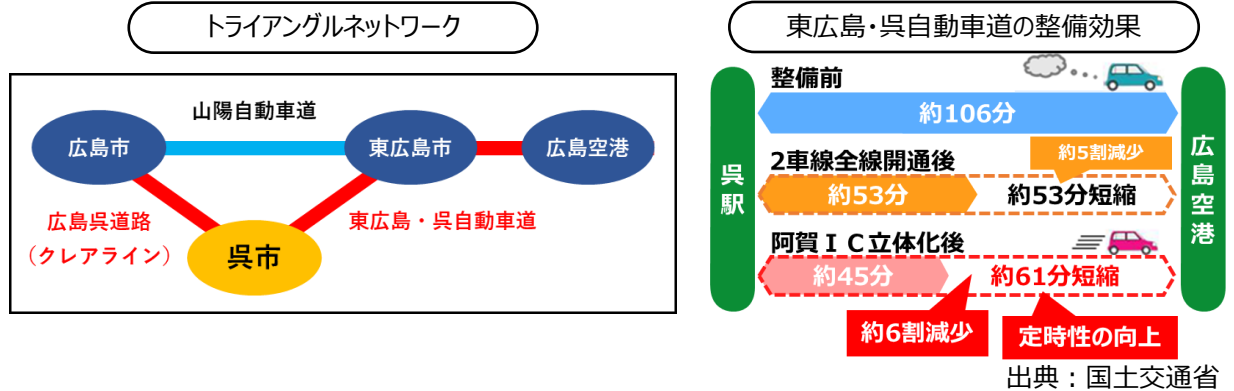 トライアングルネットワーク
山陽自動車道
広島市
東広島市
広島空港
広島呉道路
（クレアライン）
東広島・呉自動車道
呉市
東広島・呉自動車道の整備効果
整備前
約106分
2車線全線開通後
約5割減少
約53分
約53分短縮
阿賀ＩＣ立体化後
約45分
約61分短縮
約6割減少
定時性の向上
呉駅
広島空港
出典：国土交通省